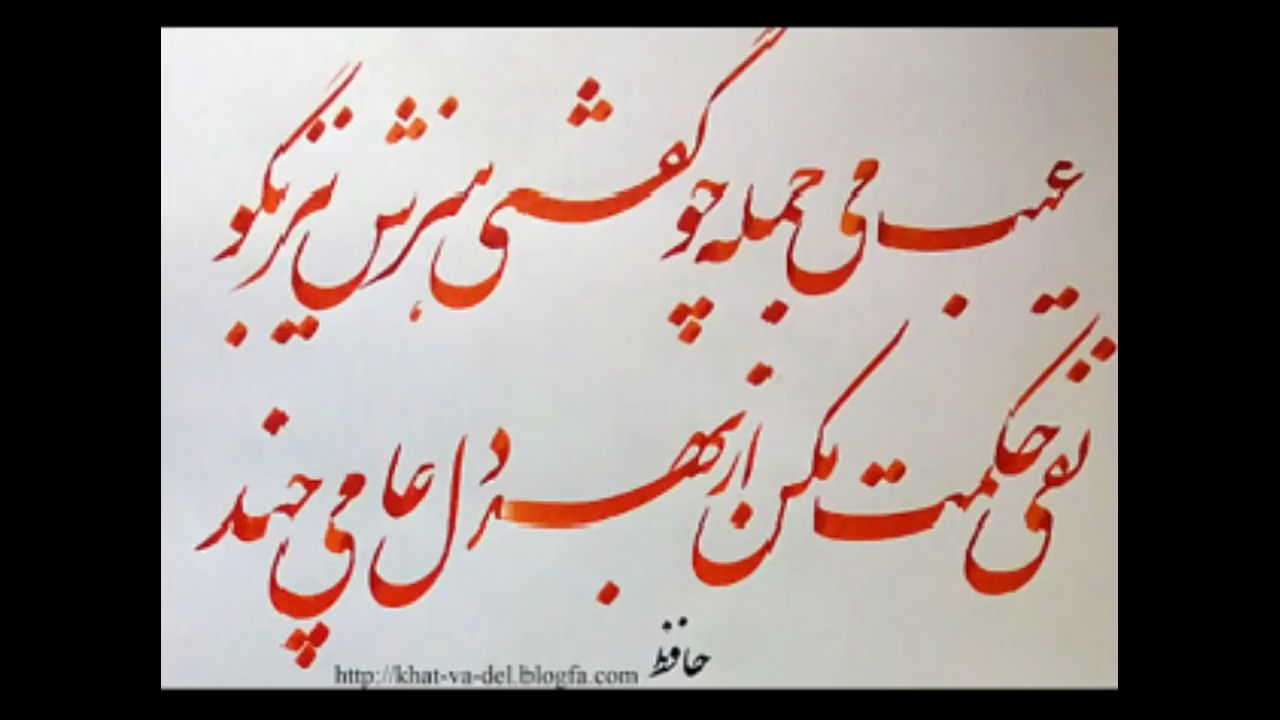 عیب می جمله چو گفتی هنرش نیز بگو
نفی حکمت مکن از بهر دل عامی چند
حافظ
http://khat-va-del.blogfa.com